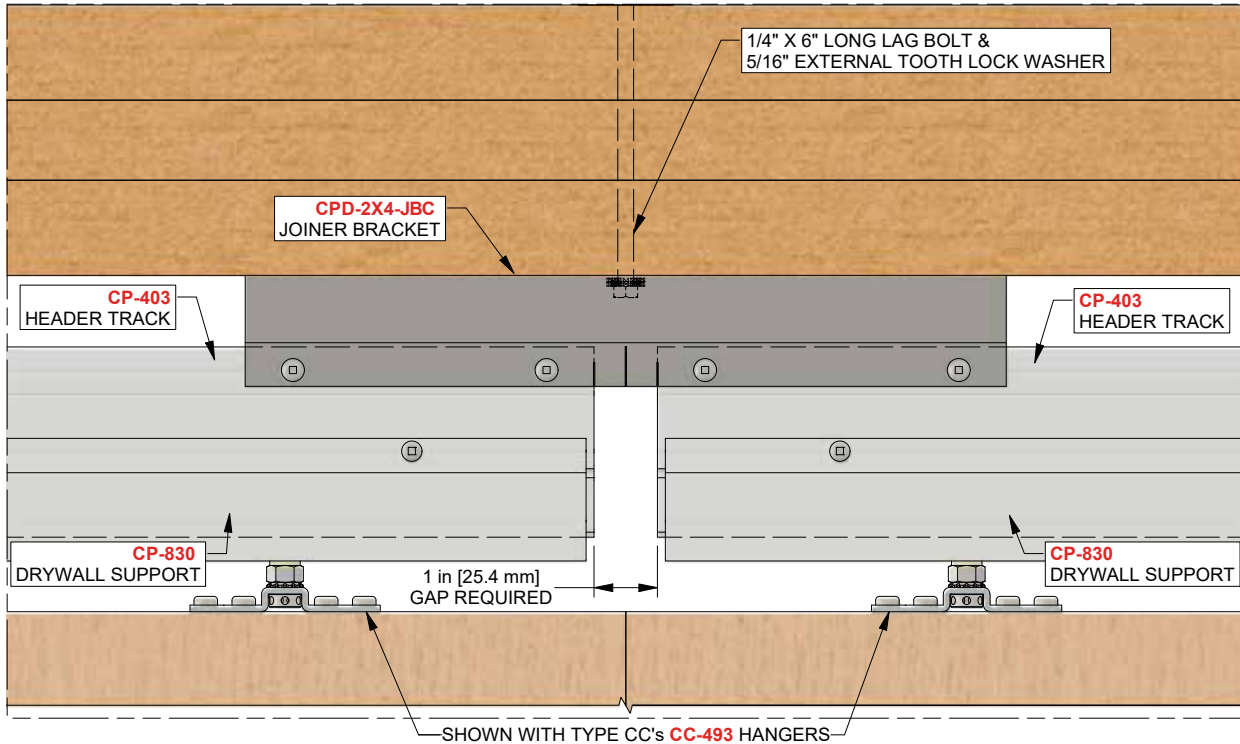 1/4" X 6" LONG LAG BOLT &
5/16" EXTERNAL TOOTH LOCK WASHER
CPD-2X4-JBC
JOINER BRACKET
CP-403
HEADER TRACK
CP-403
HEADER TRACK
CP-830
DRYWALL SUPPORT
1 in [25.4 mm]
GAP REQUIRED
CP-830
DRYWALL SUPPORT
SHOWN WITH TYPE CC's CC-493 HANGERS